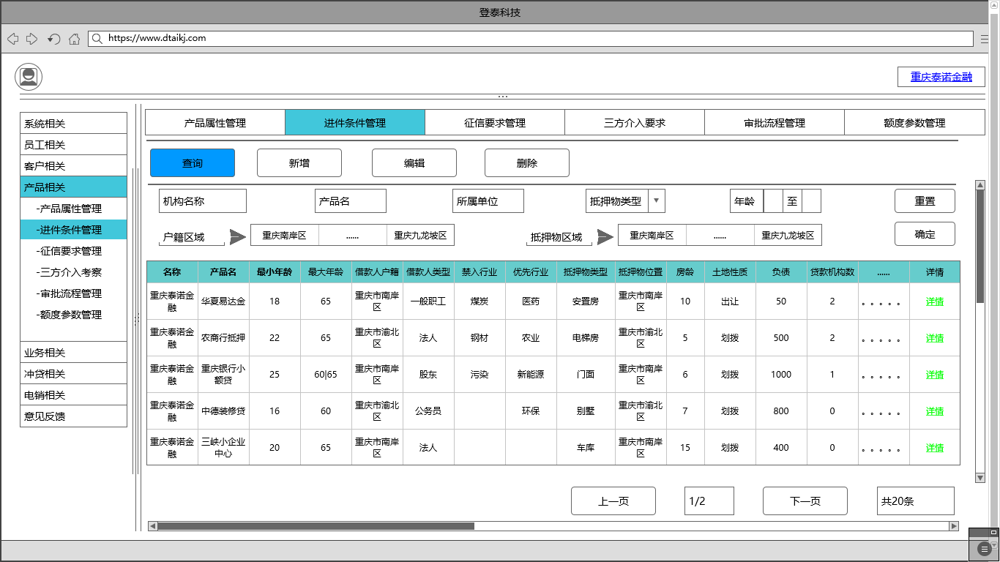 登泰科技
https://www.dtaikj.com
重庆泰诺金融
系统相关
员工相关
客户相关
产品相关
-产品属性管理
-进件条件管理
-征信要求管理
-三方介入考察
-审批流程管理
-额度参数管理
业务相关
冲贷相关
电销相关
意见反馈
产品属性管理 进件条件管理 征信要求管理 三方介入要求 审批流程管理 额度参数管理
查询 新增 编辑 删除
机构名称 产品名 所属单位 抵押物类型 年龄 至 重置
户籍区域 重庆南岸区 ...... 重庆九龙坡区 抵押物区域 重庆南岸区 ...... 重庆九龙坡区 确定
名称 产品名 最小年龄 最大年龄 借款人户籍 借款人类型 禁入行业 优先行业 抵押物类型 抵押物位置 房龄 土地性质 负债 贷款机构数 ...... 详情
重庆泰诺金融 华夏易达金 18 65 重庆市南岸区 一般职工 煤炭 医药 安置房 重庆市南岸区 10 出让 50 2 。。。。。 详情
重庆泰诺金融 农商行抵押 22 65 重庆市渝北区 法人 钢材 农业 电梯房 重庆市渝北区 5 划拨 500 2 。。。。。 详情
重庆泰诺金融 重庆银行小额贷 25 60|65 重庆市南岸区 股东 污染 新能源 门面 重庆市南岸区 6 划拨 1000 1 。。。。。 详情
重庆泰诺金融 中德装修贷 16 60 重庆市渝北区 公务员 环保 别墅 重庆市渝北区 7 划拨 800 0 。。。。。 详情
重庆泰诺金融 三峡小企业中心 20 65 重庆市南岸区 法人 车库 重庆市南岸区 15 划拨 400 0 。。。。。 详情
上一页 1/2 下一页 共20条